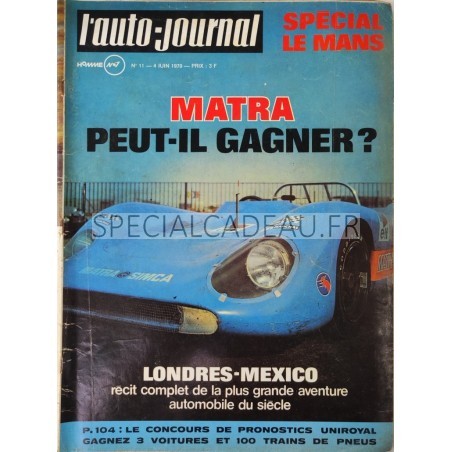 l'auto-journal
SPÉCIAL
LE MANS
HOMME N°7
N° 11 — 4 JUIN 1970 — PRIX : 3 F
MATRA
PEUT-IL GAGNER ?
SPECIALCADEAU.FR
MATRA SIMCA
LONDRES-MEXICO
récit complet de la plus grande aventure
automobile du siècle
P. 104 : LE CONCOURS DE PRONOSTICS UNIROYAL
GAGNEZ 3 VOITURES ET 100 TRAINS DE PNEUS